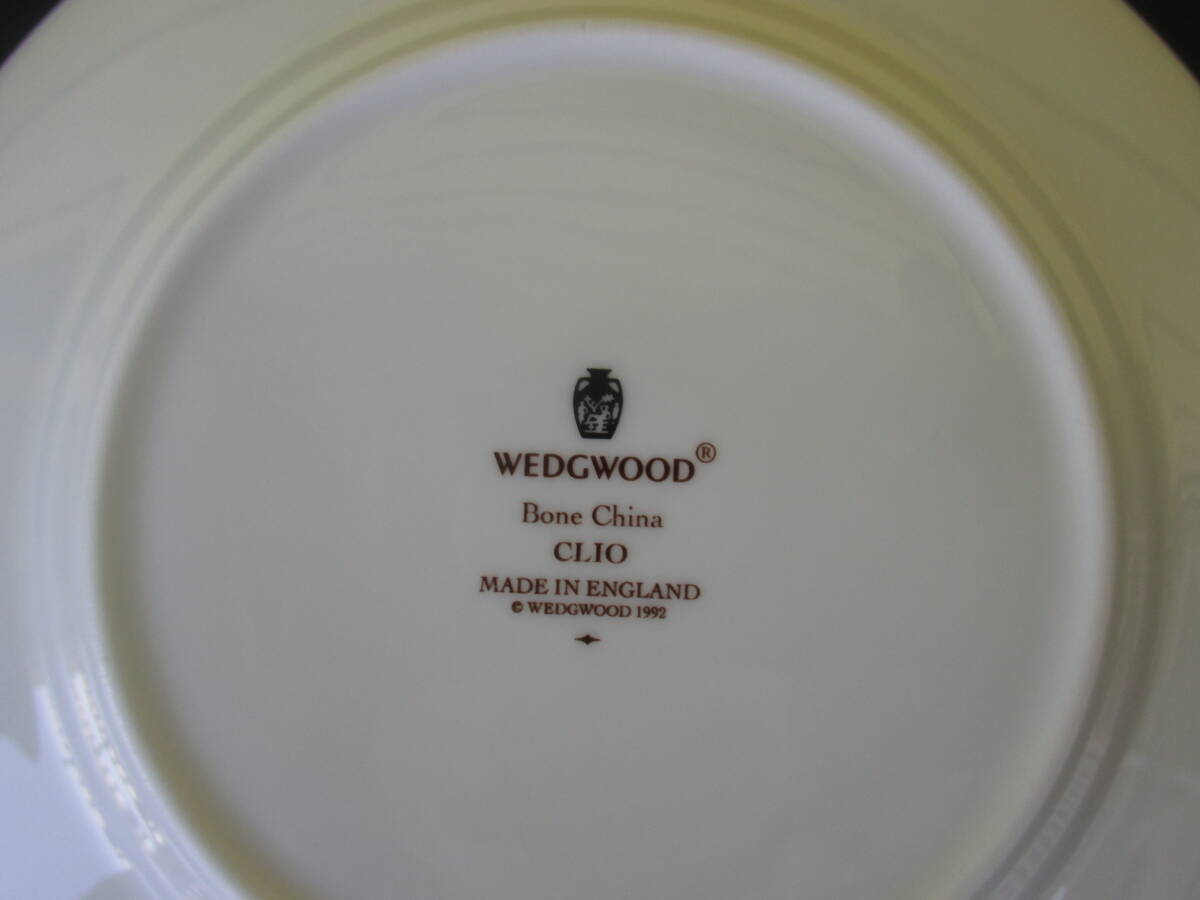 WEDGWOOD®
Bone China
CLIO
MADE IN ENGLAND
© WEDGWOOD 1992